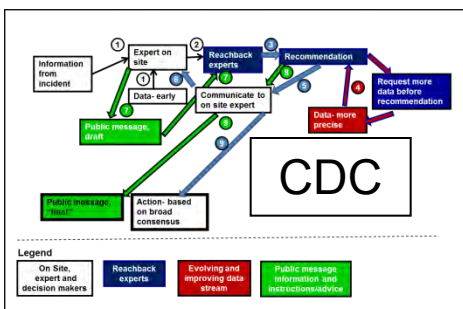 1
Expert on
site
2
Reachback
experts
3
Recommendation
Information
from
incident
1
6
7
8
5
4
Request more
data before
recommendation
7
Data- early
Communicate to
on site expert
Data- more
precise
Public message,
draft
9
9
CDC
Public message,
"final"
Action- based
on broad
consensus
Legend
On Site,
expert and
decision makers
Reachback
experts
Evolving and
improving data
stream
Public message
information and
instructions/advice